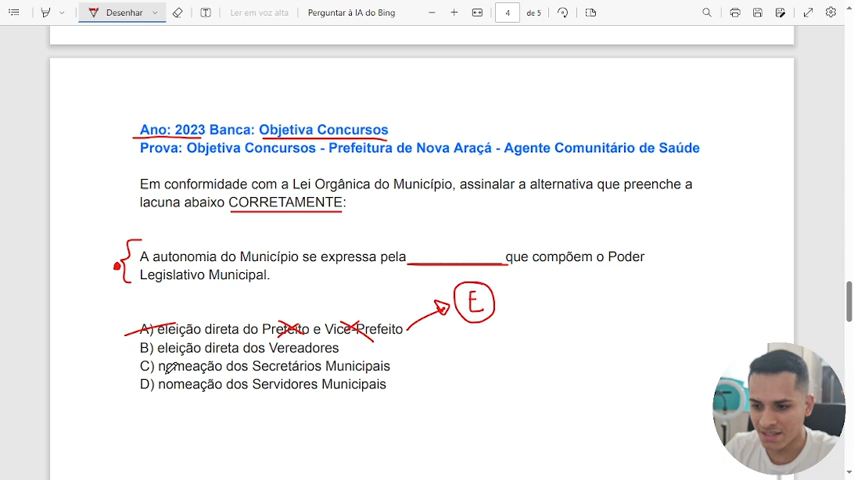 Desenhar
Ler em voz alta
Perguntar à IA do Bing
4
de 5
Ano: 2023 Banca: Objetiva Concursos
Prova: Objetiva Concursos - Prefeitura de Nova Araçá - Agente Comunitário de Saúde
Em conformidade com a Lei Orgânica do Município, assinalar a alternativa que preenche a
lacuna abaixo CORRETAMENTE:
A autonomia do Município se expressa pela ____________ que compõem o Poder
Legislativo Municipal.
E
A) eleição direta do Prefeito e Vice-Prefeito
B) eleição direta dos Vereadores
C) nomeação dos Secretários Municipais
D) nomeação dos Servidores Municipais